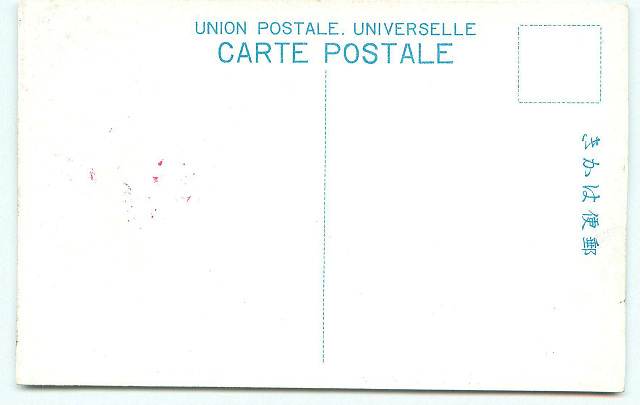 UNION POSTALE. UNIVERSELLE
CARTE POSTALE
郵便はかき